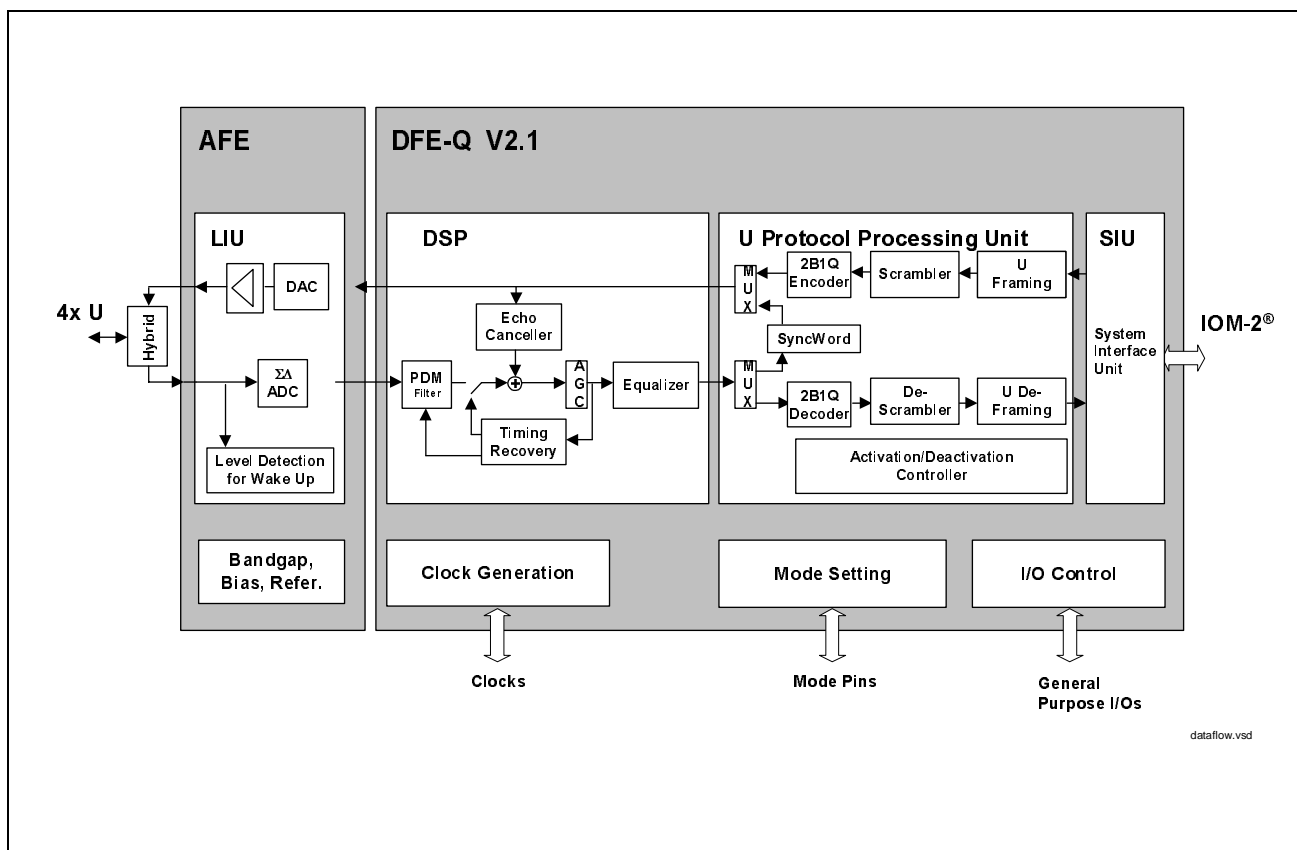 AFE
DFE-Q V2.1
LIU
DSP
U Protocol Processing Unit
SIU
DAC
MUX
2B1Q
Encoder
Scrambler
U
Framing
4x U
Hybrid
Echo
Canceller
SyncWord
System
Interface
Unit
IOM-2®
ΣΔ
ADC
PDM
Filter
AGC
Equalizer
MUX
2B1Q
Decoder
De-
Scrambler
U De-
Framing
Timing
Recovery
Level Detection
for Wake Up
Activation/Deactivation
Controller
Bandgap,
Bias, Refer.
Clock Generation
Mode Setting
I/O Control
Clocks
Mode Pins
General
Purpose I/Os
dataflow.vsd